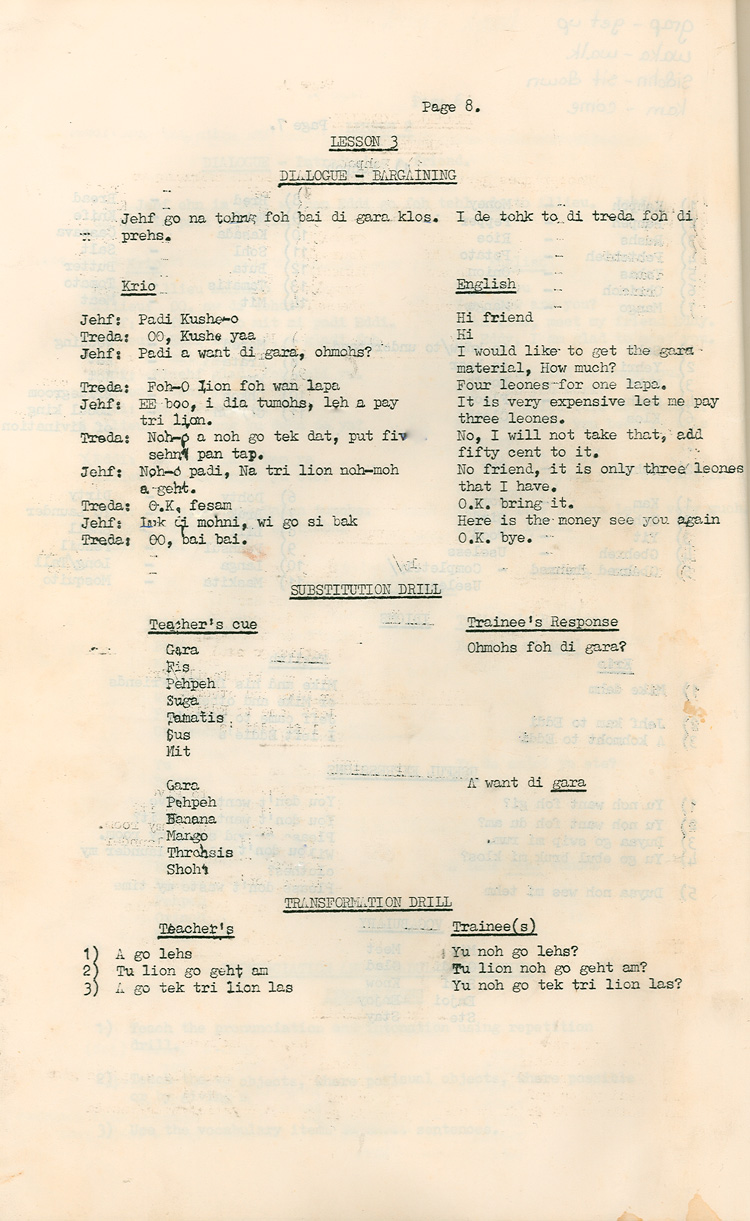 Page 8.
LESSON 3
DIALOGUE - BARGAINING
Jehf go na tohng foh bai di gara klos. I de tohk to di treda foh di
prehs.
Krio English
Jehf: Padi Kushe-o Hi friend
Treda: OO, Kushe yaa Hi
Jehf: Padi a want di gara, ohmohs? I would like to get the gara
material, How much?
Treda: Foh-O lion foh wan lapa Four leones for one lapa.
Jehf: EE boo, i dia tumohs, leh a pay It is very expensive let me pay
tri lion. three leones.
Treda: Noh-o a noh go tek dat, put fiv No, I will not take that, add
sehnt pan tap. fifty cent to it.
Jehf: Noh-o padi, Na tri lion noh-moh No friend, it is only three leones
a geht. that I have.
Treda: O.K, fesam O.K. bring it.
Jehf: Luk di mohni, wi go si bak Here is the money see you again
Treda: OO, bai bai. O.K. bye.
SUBSTITUTION DRILL
Teacher's cue Trainee's Response
Gara Ohmohs foh di gara?
Fis
Pehpeh
Suga
Tamatis
Sus
Mit
Gara A want di gara
Pehpeh
Banana
Mango
Throhsis
Shoht
TRANSFORMATION DRILL
Teacher's Trainee(s)
1) A go lehs Yu noh go lehs?
2) Tu lion go geht am Tu lion noh go geht am?
3) A go tek tri lion las Yu noh go tek tri lion las?